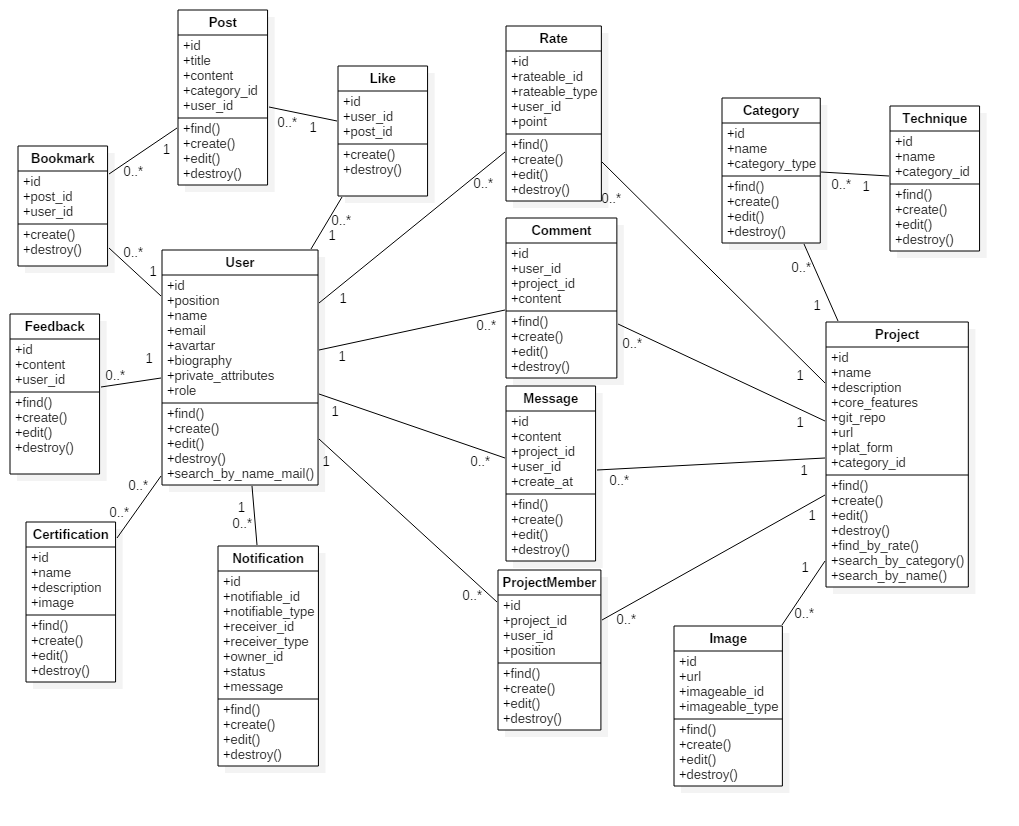 Post
+id
+title
+content
+category_id
+user_id
+find()
+create()
+edit()
+destroy()
Like
+id
+user_id
+post_id
+create()
+destroy()
0..*
1
Bookmark
+id
+post_id
+user_id
+create()
+destroy()
1
0..*
0..*
1
0..*
1
User
+id
+position
+name
+email
+avartar
+biography
+private_attributes
+role
+find()
+create()
+edit()
+destroy()
+search_by_name_mail()
Feedback
+id
+content
+user_id
+find()
+create()
+edit()
+destroy()
1
0..*
Certification
+id
+name
+description
+image
+find()
+create()
+edit()
+destroy()
0..*
0..*
Notification
+id
+notifiable_id
+notifiable_type
+receiver_id
+receiver_type
+owner_id
+status
+message
+find()
+create()
+edit()
+destroy()
1
0..*
Rate
+id
+rateable_id
+rateable_type
+user_id
+point
+find()
+create()
+edit()
+destroy()
0..*
1
0..*
1
Comment
+id
+user_id
+project_id
+content
+find()
+create()
+edit()
+destroy()
0..*
1
0..*
1
Message
+id
+content
+project_id
+user_id
+create_at
+find()
+create()
+edit()
+destroy()
1
0..*
0..*
1
ProjectMember
+id
+project_id
+user_id
+position
+find()
+create()
+edit()
+destroy()
1
0..*
0..*
1
Category
+id
+name
+category_type
+find()
+create()
+edit()
+destroy()
0..*
1
Technique
+id
+name
+category_id
+find()
+create()
+edit()
+destroy()
0..*
1
Project
+id
+name
+description
+core_features
+git_repo
+url
+plat_form
+category_id
+find()
+create()
+edit()
+destroy()
+find_by_rate()
+search_by_category()
+search_by_name()
1
0..*
Image
+id
+url
+imageable_id
+imageable_type
+find()
+create()
+edit()
+destroy()